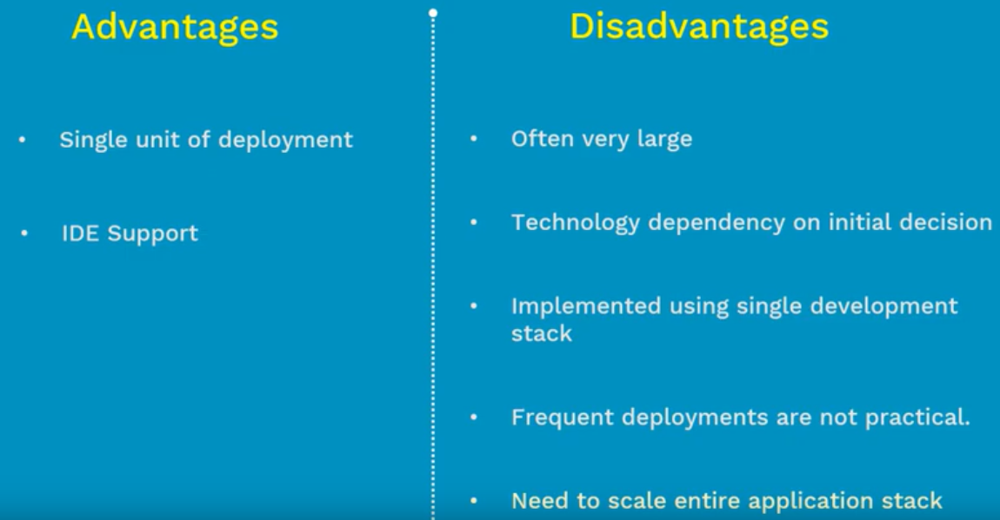 Advantages
• Single unit of deployment
• IDE Support
Disadvantages
• Often very large
• Technology dependency on initial decision
• Implemented using single development
stack
• Frequent deployments are not practical.
• Need to scale entire application stack